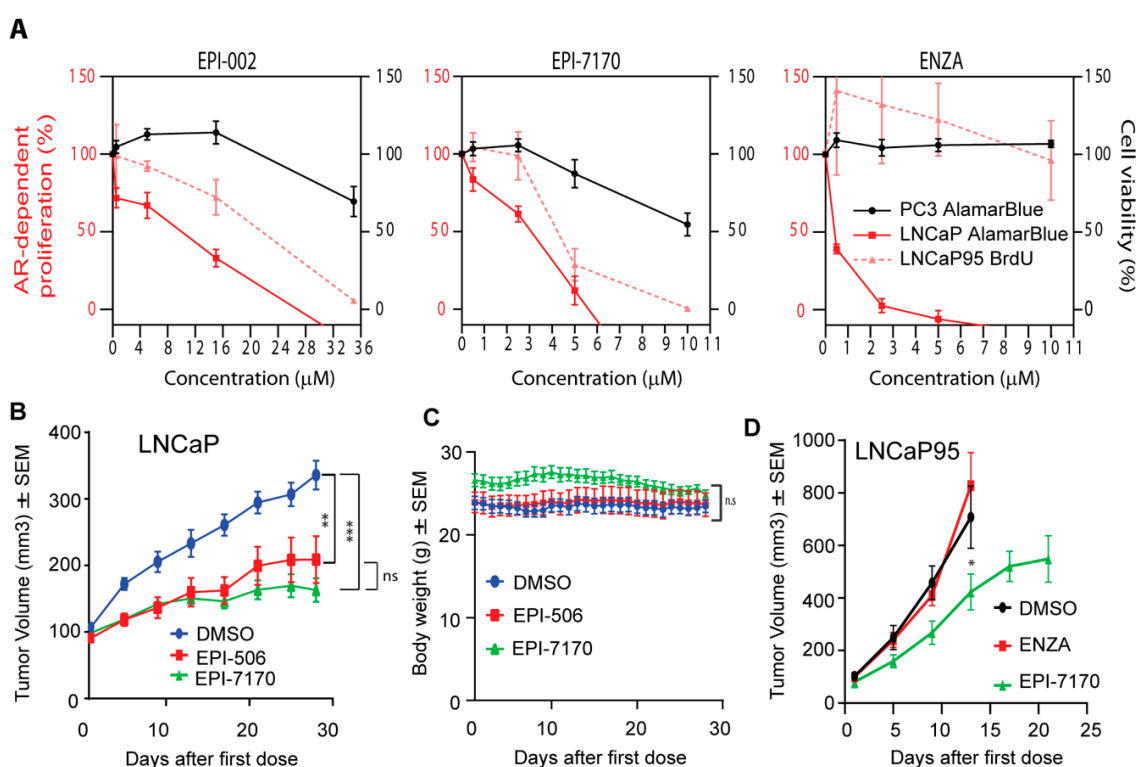 A
EPI-002
EPI-7170
ENZA
150
150
150
150
150
150
100
100
100
100
100
100
50
50
50
50
50
50
0
0
0
0
0
0
AR-dependent
proliferation (%)
Cell viability (%)
PC3 AlamarBlue
LNCaP AlamarBlue
LNCaP95 BrdU
0 4 8 12 16 20 24 28 32 36
0 1 2 3 4 5 6 7 8 9 10 11
0 1 2 3 4 5 6 7 8 9 10 11
Concentration (μM)
Concentration (μM)
Concentration (μM)
B
LNCaP
Tumor Volume (mm3) ± SEM
400
300
200
100
0
**
***
ns
DMSO
EPI-506
EPI-7170
0 10 20 30
Days after first dose
C
Body weight (g) ± SEM
30
20
10
0
n.s
DMSO
EPI-506
EPI-7170
0 10 20 30
Days after first dose
D
LNCaP95
Tumor Volume (mm3) ± SEM
1000
800
600
400
200
0
*
DMSO
ENZA
EPI-7170
0 5 10 15 20 25
Days after first dose